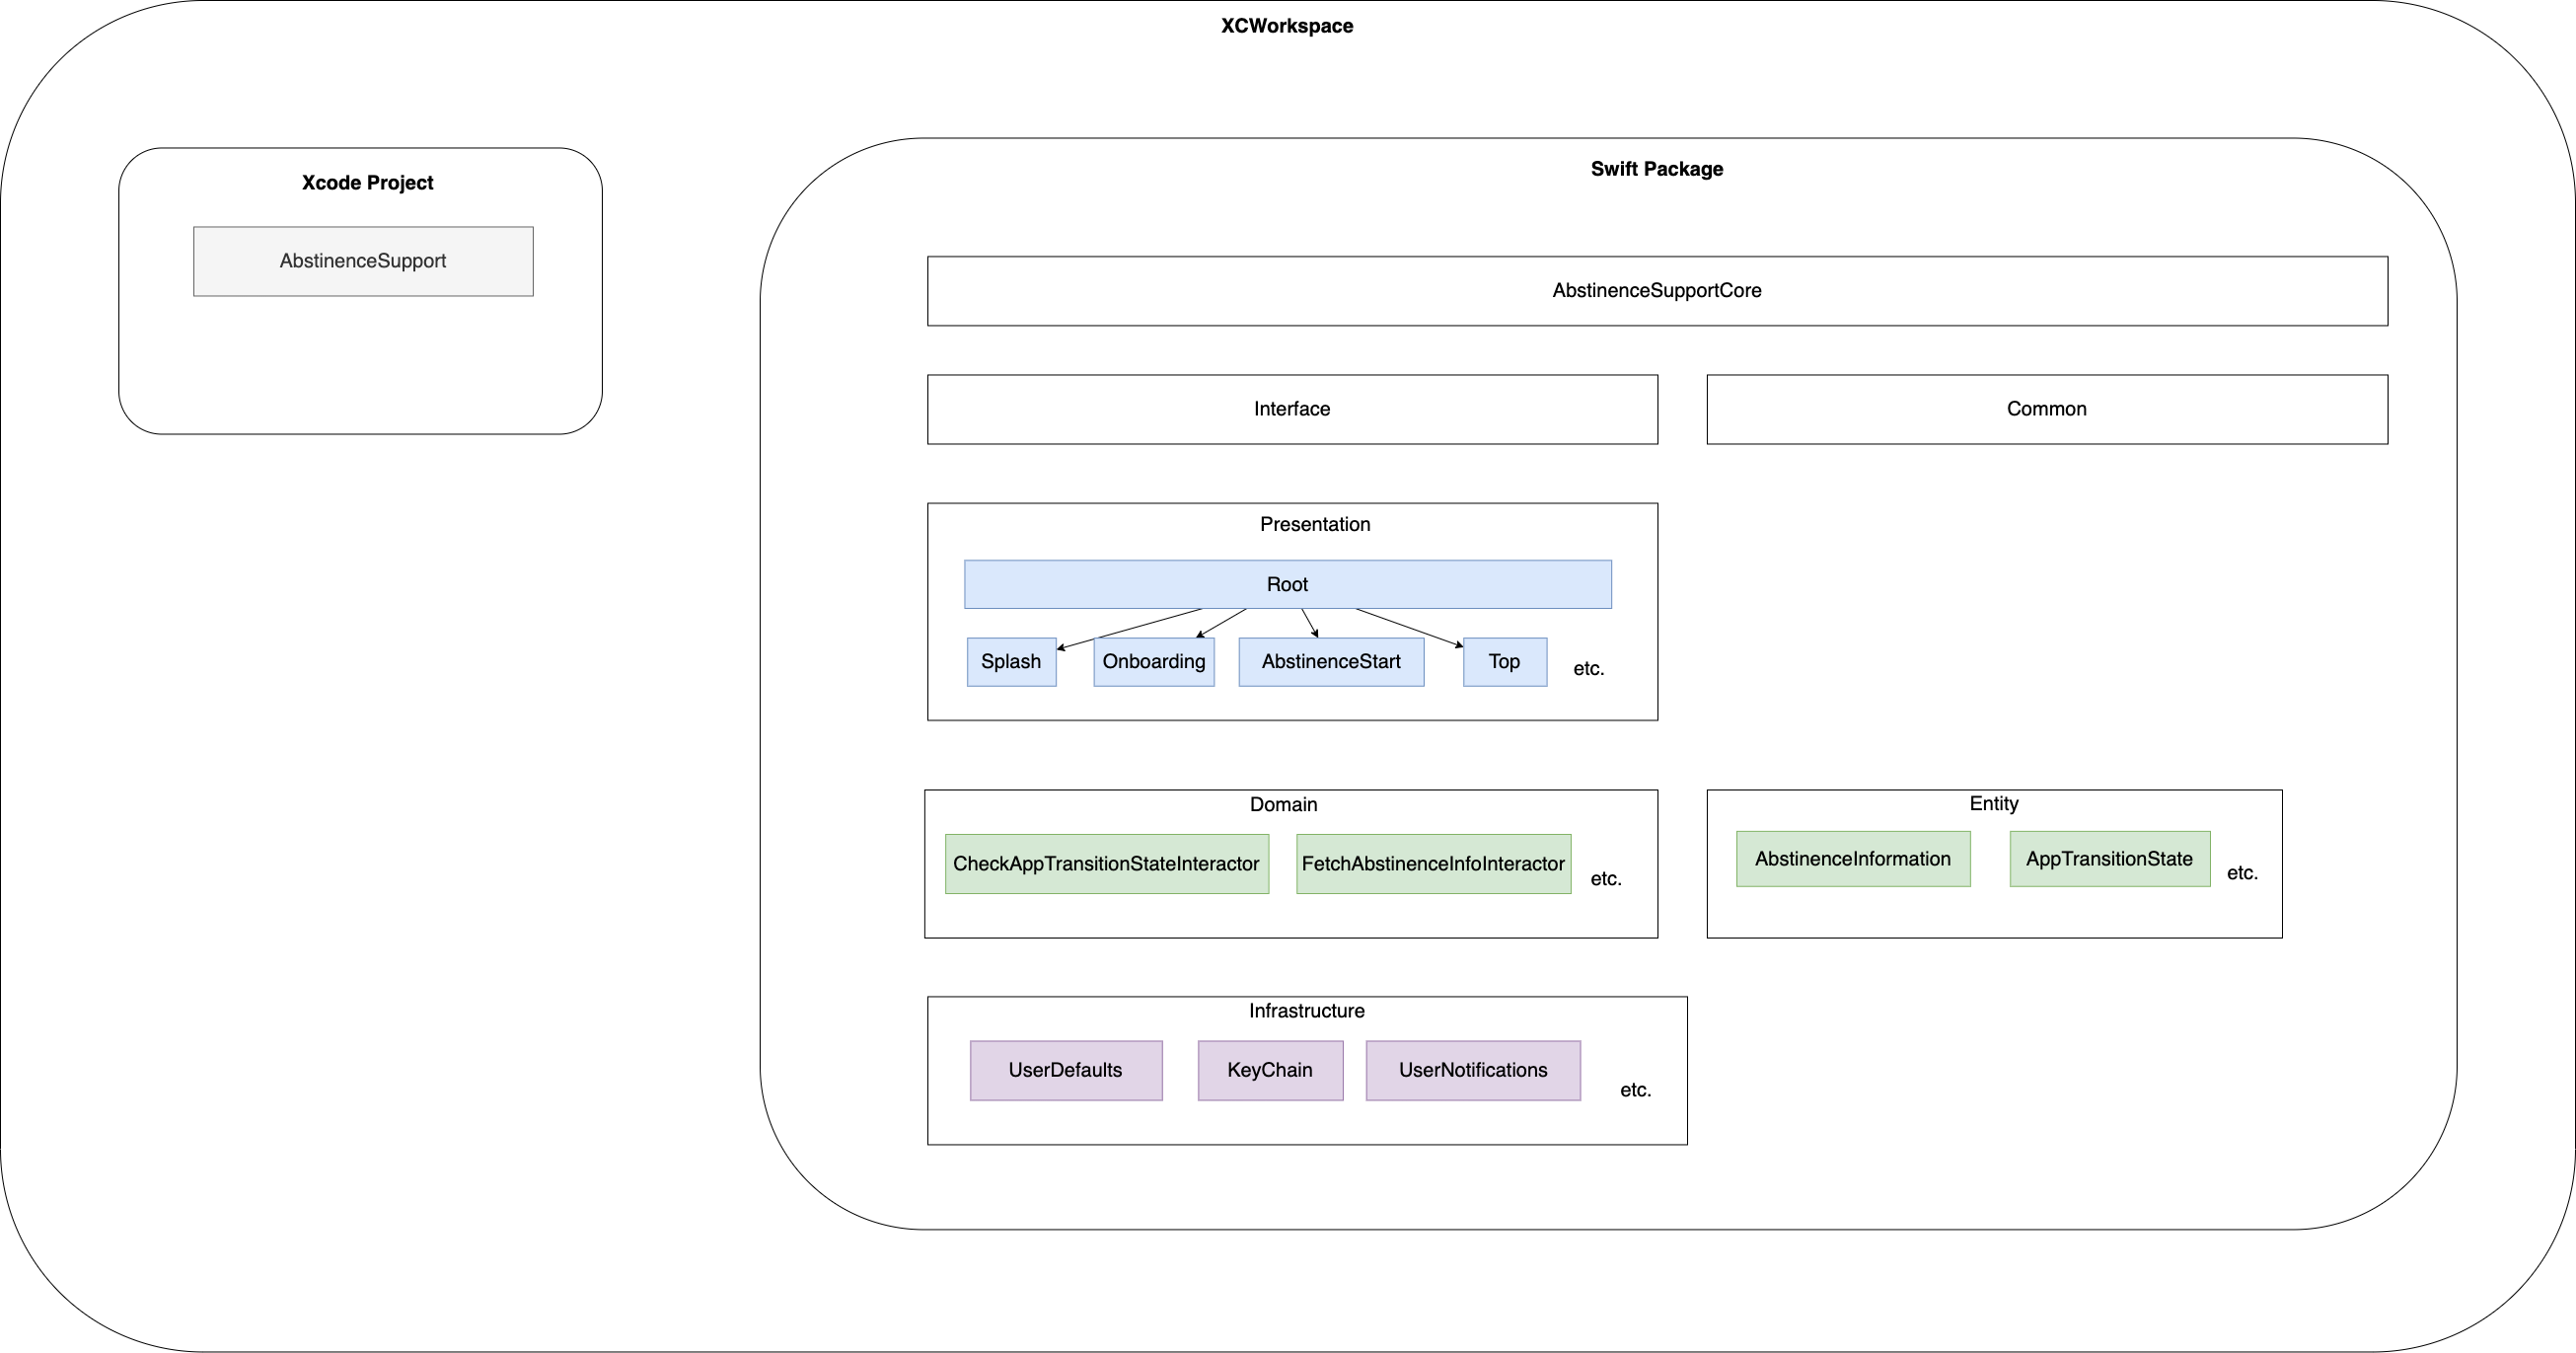 XCWorkspace
Xcode Project
AbstinenceSupport
Swift Package
AbstinenceSupportCore
Interface
Common
Presentation
Root
Splash
Onboarding
AbstinenceStart
Top
etc.
Domain
CheckAppTransitionStateInteractor
FetchAbstinenceInfoInteractor
etc.
Entity
AbstinenceInformation
AppTransitionState
etc.
Infrastructure
UserDefaults
KeyChain
UserNotifications
etc.